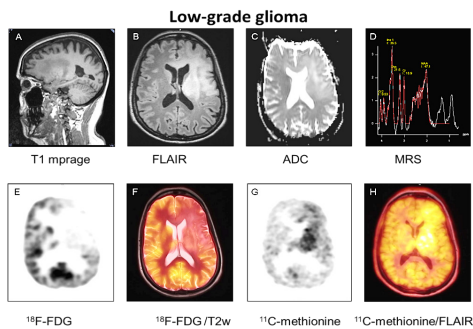 Low-grade glioma
A
B
C
D
T1 mprage
FLAIR
ADC
MRS
E
F
G
H
¹⁸F-FDG
¹⁸F-FDG /T2w
¹¹C-methionine
¹¹C-methionine/FLAIR